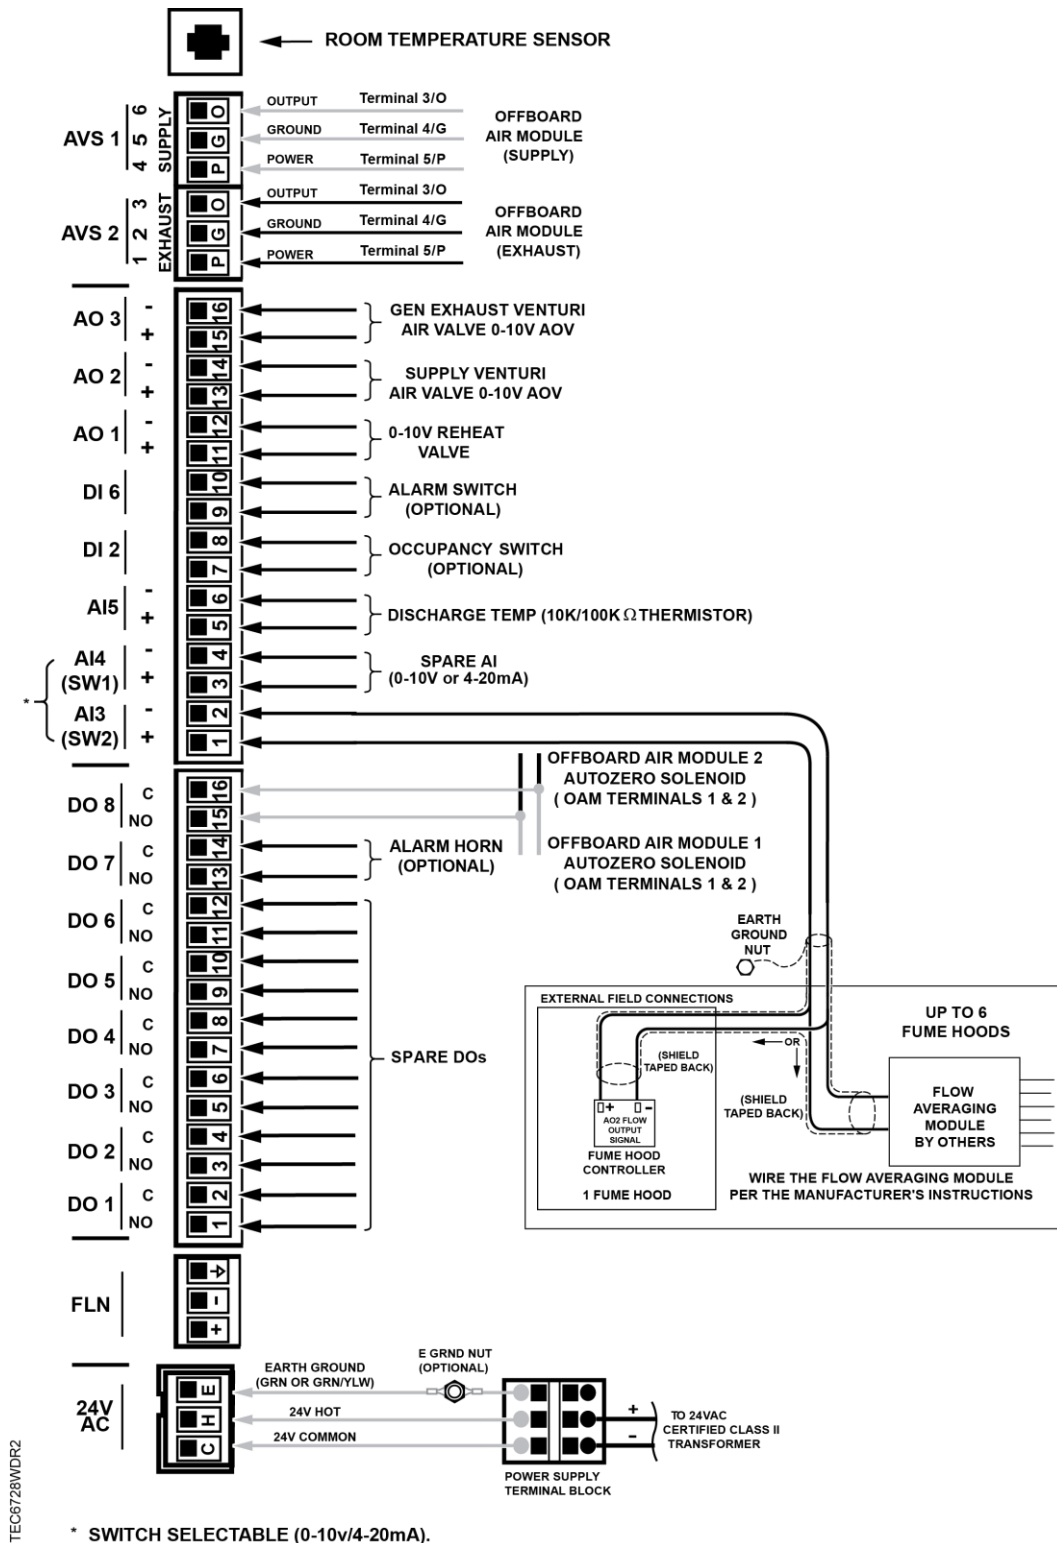 ROOM TEMPERATURE SENSOR
AVS 1
4 5 6
SUPPLY
O
G
P
OUTPUT
Terminal 3/O
GROUND
Terminal 4/G
POWER
Terminal 5/P
OFFBOARD
AIR MODULE
(SUPPLY)
AVS 2
1 2 3
EXHAUST
O
G
P
OUTPUT
Terminal 3/O
GROUND
Terminal 4/G
POWER
Terminal 5/P
OFFBOARD
AIR MODULE
(EXHAUST)
AO 3
-
+
16
15
GEN EXHAUST VENTURI
AIR VALVE 0-10V AOV
AO 2
-
+
14
13
SUPPLY VENTURI
AIR VALVE 0-10V AOV
AO 1
-
+
12
11
0-10V REHEAT
VALVE
DI 6
10
9
ALARM SWITCH
(OPTIONAL)
DI 2
8
7
OCCUPANCY SWITCH
(OPTIONAL)
AI5
-
+
6
5
DISCHARGE TEMP (10K/100K Ω THERMISTOR)
*
AI4
(SW1)
-
+
4
3
SPARE AI
(0-10V or 4-20mA)
AI3
(SW2)
-
+
2
1
DO 8
C
NO
16
15
OFFBOARD AIR MODULE 2
AUTOZERO SOLENOID
( OAM TERMINALS 1 & 2 )
OFFBOARD AIR MODULE 1
AUTOZERO SOLENOID
( OAM TERMINALS 1 & 2 )
DO 7
C
NO
14
13
ALARM HORN
(OPTIONAL)
DO 6
C
NO
12
11
DO 5
C
NO
10
9
DO 4
C
NO
8
7
DO 3
C
NO
6
5
DO 2
C
NO
4
3
DO 1
C
NO
2
1
SPARE DOs
EARTH
GROUND
NUT
EXTERNAL FIELD CONNECTIONS
UP TO 6
FUME HOODS
OR
(SHIELD
TAPED BACK)
(SHIELD
TAPED BACK)
+ -
AO2 FLOW
OUTPUT
SIGNAL
FUME HOOD
CONTROLLER
1 FUME HOOD
FLOW
AVERAGING
MODULE
BY OTHERS
WIRE THE FLOW AVERAGING MODULE
PER THE MANUFACTURER'S INSTRUCTIONS
FLN
-
+
24V
AC
E
H
C
EARTH GROUND
(GRN OR GRN/YLW)
24V HOT
24V COMMON
E GRND NUT
(OPTIONAL)
+
-
TO 24VAC
CERTIFIED CLASS II
TRANSFORMER
POWER SUPPLY
TERMINAL BLOCK
TEC6728WDR2
* SWITCH SELECTABLE (0-10v/4-20mA).